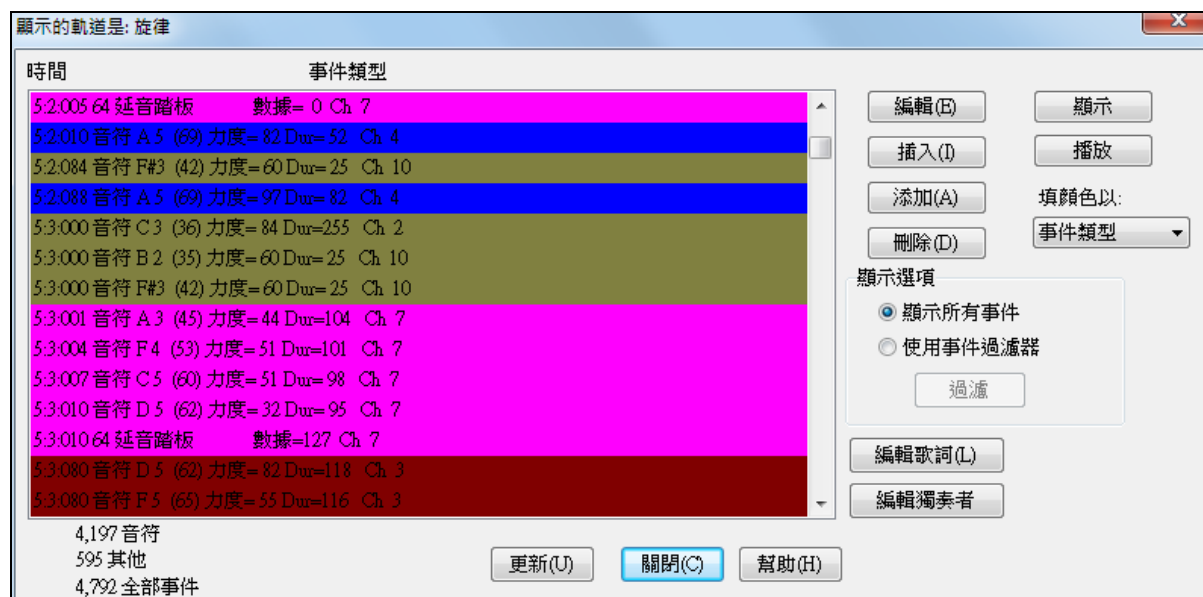 顯示的軌道是: 旋律
時間 事件類型
5:2:005 64 延音踏板 數據= 0 Ch 7
5:2:010 音符 A 5 (69) 力度= 82 Dur= 52 Ch 4
5:2:084 音符 F#3 (42) 力度= 60 Dur= 25 Ch 10
5:2:088 音符 A 5 (69) 力度= 97 Dur= 82 Ch 4
5:3:000 音符 C 3 (36) 力度= 84 Dur=255 Ch 2
5:3:000 音符 B 2 (35) 力度= 60 Dur= 25 Ch 10
5:3:000 音符 F#3 (42) 力度= 60 Dur= 25 Ch 10
5:3:001 音符 A 3 (45) 力度= 44 Dur=104 Ch 7
5:3:004 音符 F 4 (53) 力度= 51 Dur=101 Ch 7
5:3:007 音符 C 5 (60) 力度= 51 Dur= 98 Ch 7
5:3:010 音符 D 5 (62) 力度= 32 Dur= 95 Ch 7
5:3:010 64 延音踏板 數據=127 Ch 7
5:3:080 音符 D 5 (62) 力度= 82 Dur=118 Ch 3
5:3:080 音符 F 5 (65) 力度= 55 Dur=116 Ch 3
4,197 音符
595 其他
4,792 全部事件
編輯(E) 顯示
插入(I) 播放
添加(A) 填顏色以:
刪除(D) 事件類型
顯示選項
顯示所有事件
使用事件過濾器
過濾
編輯歌詞(L)
編輯獨奏者
更新(U) 關閉(C) 幫助(H)